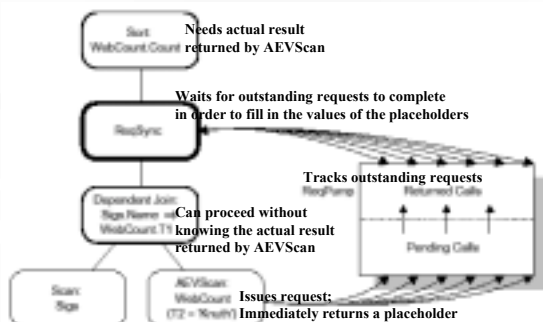 Sort:
WebCount.Count
Needs actual result
returned by AEVScan
Waits for outstanding requests to complete
in order to fill in the values of the placeholders
ReqSync
Tracks outstanding requests
ReqPump
Returned Calls
Dependent Join:
Sigs.Name →
WebCount.T1
Can proceed without
knowing the actual result
returned by AEVScan
Pending Calls
Scan:
Sigs
AEVScan:
WebCount
(T2 = 'Knuth')
Issues request;
Immediately returns a placeholder